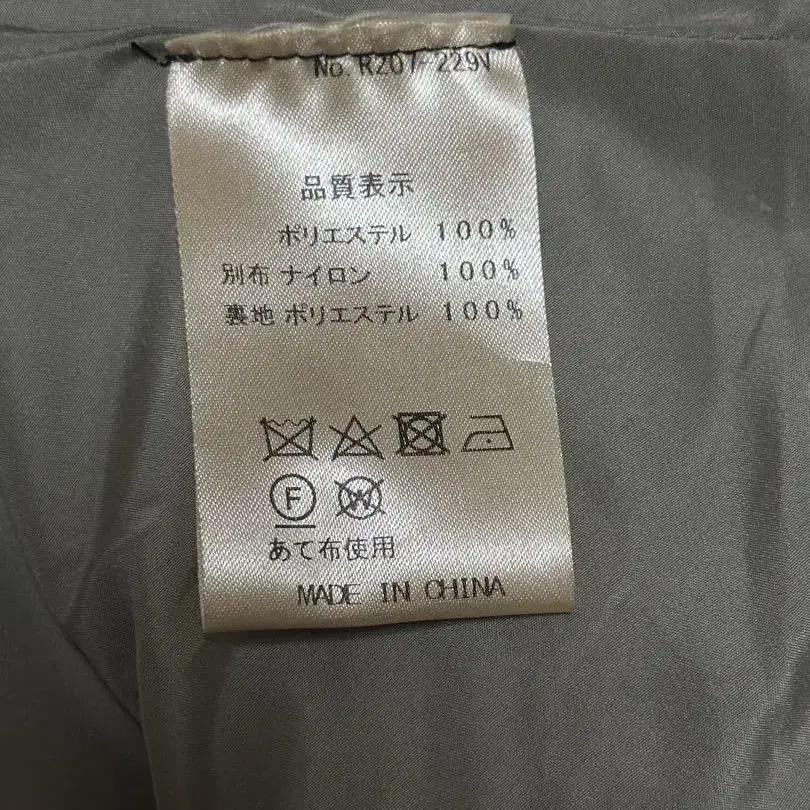 No. R207-229V
品質表示
ポリエステル 100%
別布 ナイロン 100%
裏地 ポリエステル 100%
F W
あて布使用
MADE IN CHINA